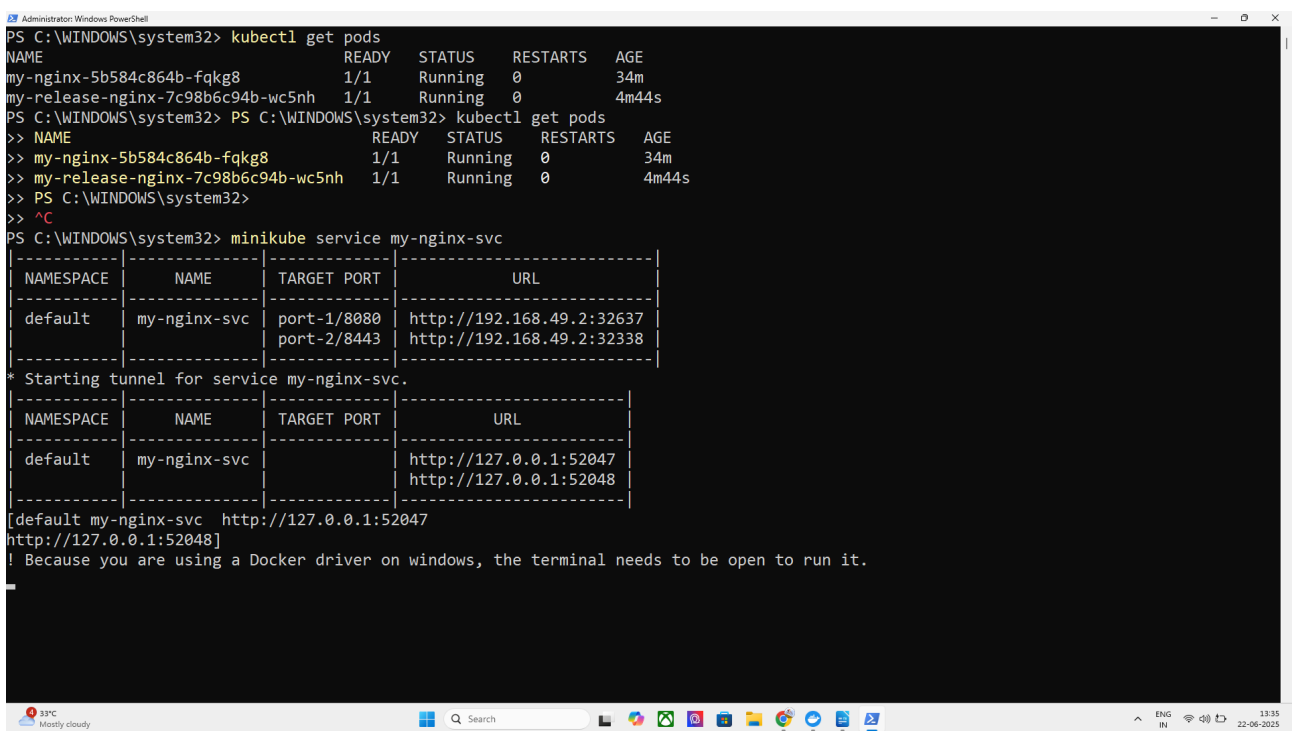 Administrator: Windows PowerShell
PS C:\WINDOWS\system32> kubectl get pods
NAME                                READY   STATUS    RESTARTS   AGE
my-nginx-5b584c864b-fqkg8           1/1     Running   0          34m
my-release-nginx-7c98b6c94b-wc5nh   1/1     Running   0          4m44s
PS C:\WINDOWS\system32> PS C:\WINDOWS\system32> kubectl get pods
>> NAME                                READY   STATUS    RESTARTS   AGE
>> my-nginx-5b584c864b-fqkg8           1/1     Running   0          34m
>> my-release-nginx-7c98b6c94b-wc5nh   1/1     Running   0          4m44s
>> PS C:\WINDOWS\system32>
>> ^C
PS C:\WINDOWS\system32> minikube service my-nginx-svc
|-----------|--------------|-------------|---------------------------|
| NAMESPACE |     NAME     | TARGET PORT |            URL            |
|-----------|--------------|-------------|---------------------------|
| default   | my-nginx-svc | port-1/8080 | http://192.168.49.2:32637 |
|           |              | port-2/8443 | http://192.168.49.2:32338 |
|-----------|--------------|-------------|---------------------------|
* Starting tunnel for service my-nginx-svc.
|-----------|--------------|-------------|------------------------|
| NAMESPACE |     NAME     | TARGET PORT |          URL           |
|-----------|--------------|-------------|------------------------|
| default   | my-nginx-svc |             | http://127.0.0.1:52047 |
|           |              |             | http://127.0.0.1:52048 |
|-----------|--------------|-------------|------------------------|
[default my-nginx-svc  http://127.0.0.1:52047
http://127.0.0.1:52048]
! Because you are using a Docker driver on windows, the terminal needs to be open to run it.
4
33°C
Mostly cloudy
Search
ENG
IN
13:35
22-06-2025